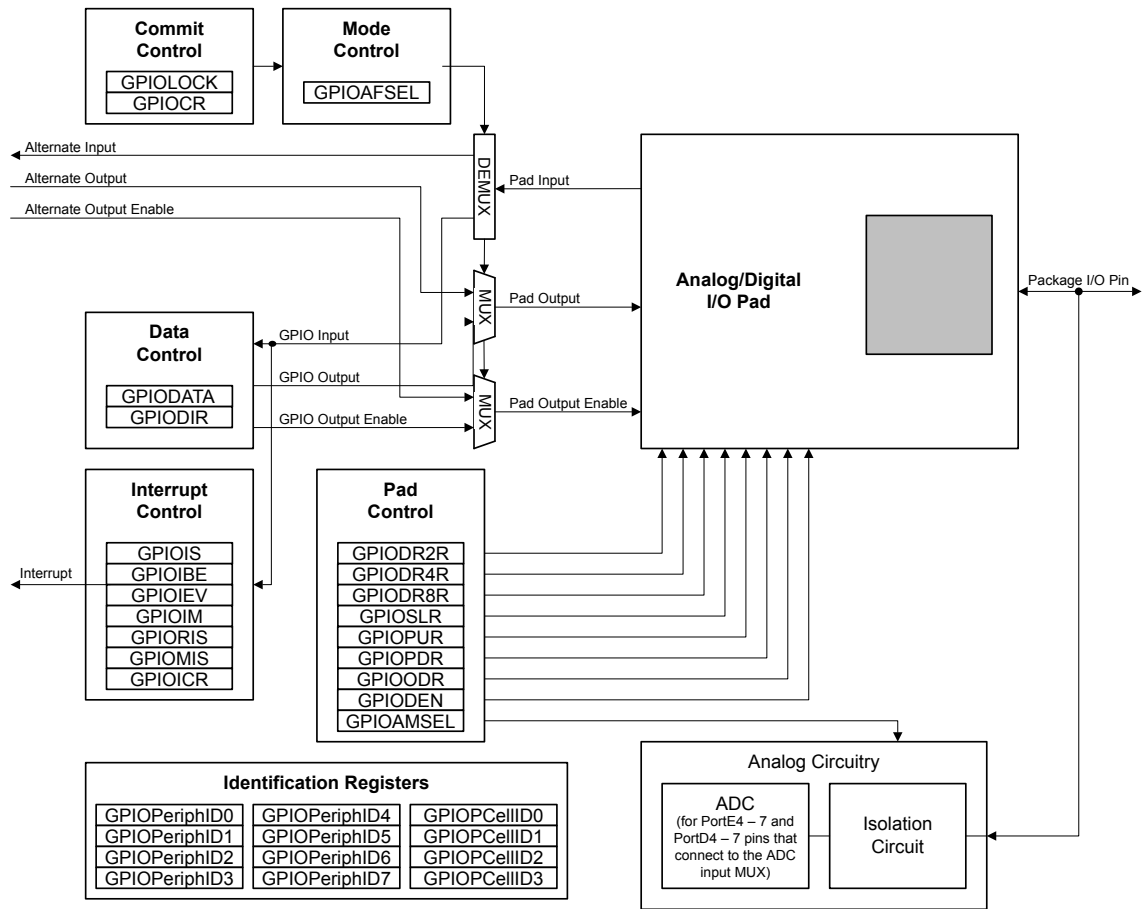 Commit
Control
GPIOLOCK
GPIOCR
Mode
Control
GPIOAFSEL
Alternate Input
Alternate Output
Alternate Output Enable
DEMUX
Pad Input
MUX
Pad Output
MUX
Pad Output Enable
Analog/Digital
I/O Pad
Package I/O Pin
Data
Control
GPIODATA
GPIODIR
GPIO Input
GPIO Output
GPIO Output Enable
Interrupt
Control
GPIOIS
GPIOIBE
GPIOIEV
GPIOIM
GPIORIS
GPIOMIS
GPIOICR
Interrupt
Pad
Control
GPIODR2R
GPIODR4R
GPIODR8R
GPIOSLR
GPIOPUR
GPIOPDR
GPIOODR
GPIODEN
GPIOAMSEL
Analog Circuitry
ADC
(for PortE4 – 7 and
PortD4 – 7 pins that
connect to the ADC
input MUX)
Isolation
Circuit
Identification Registers
GPIOPeriphID0
GPIOPeriphID1
GPIOPeriphID2
GPIOPeriphID3
GPIOPeriphID4
GPIOPeriphID5
GPIOPeriphID6
GPIOPeriphID7
GPIOPCellID0
GPIOPCellID1
GPIOPCellID2
GPIOPCellID3